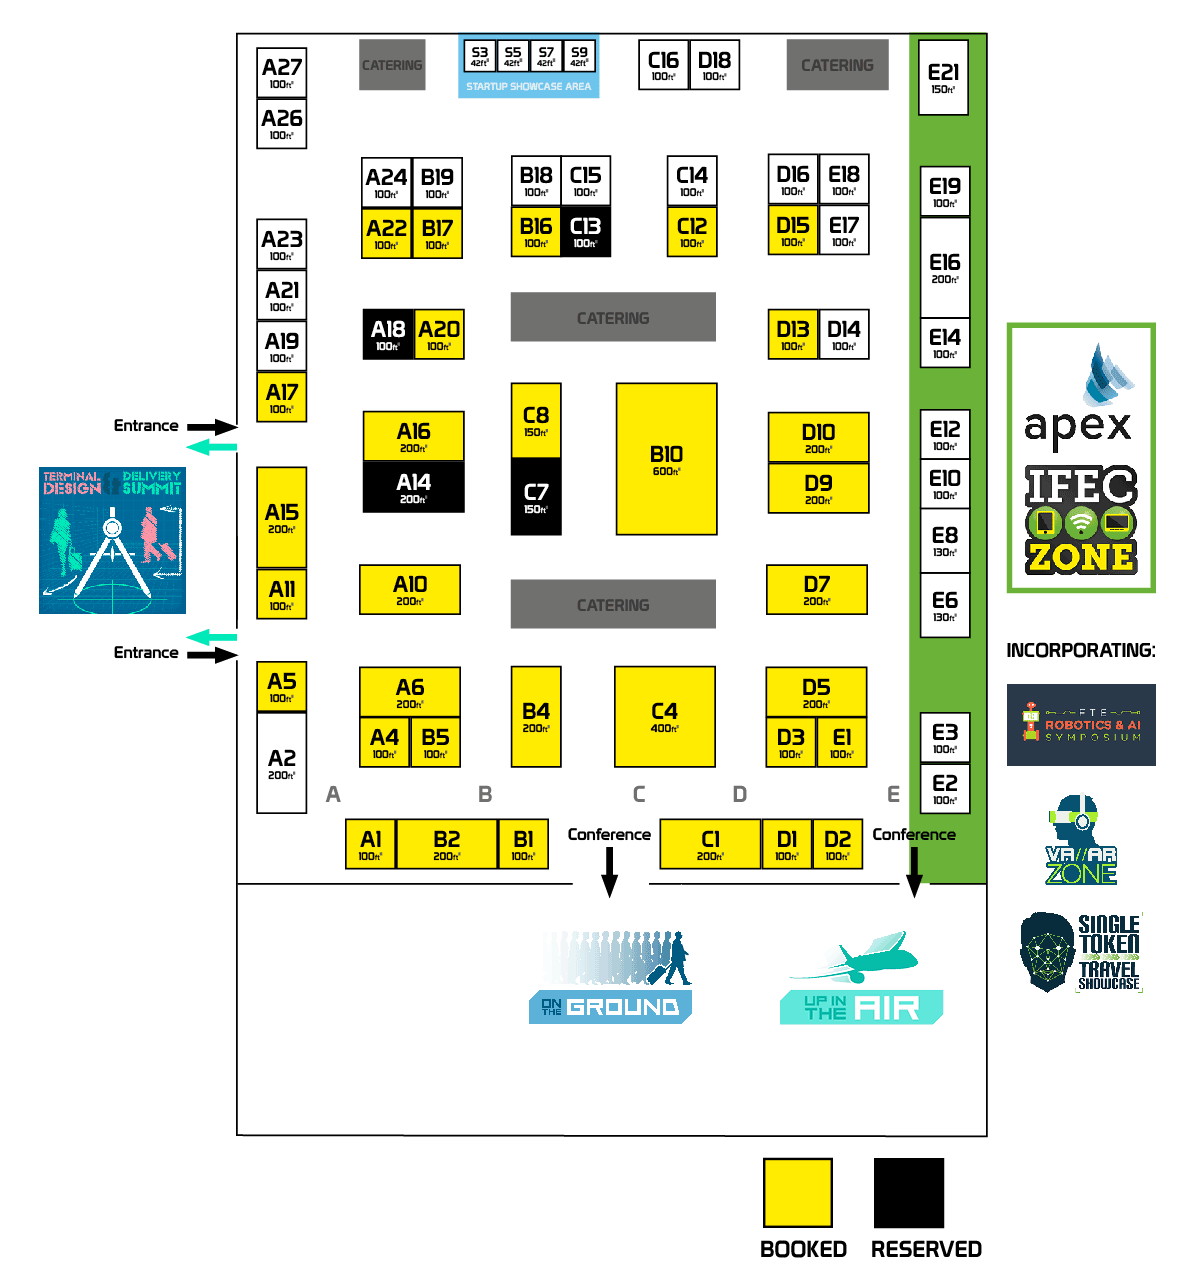 S3 S5 S7 S9
42ft² 42ft² 42ft² 42ft²
STARTUP SHOWCASE AREA
CATERING
C16 D18
100ft² 100ft²
CATERING
E21
150ft²
A27
100ft²
A26
100ft²
A24 B19
100ft² 100ft²
A22 B17
100ft² 100ft²
B18 C15
100ft² 100ft²
B16 C13
100ft² 100ft²
C14
100ft²
C12
100ft²
D16 E18
100ft² 100ft²
D15 E17
100ft² 100ft²
E19
100ft²
E16
200ft²
E14
100ft²
A23
100ft²
A21
100ft²
A19
100ft²
A17
100ft²
A18 A20
100ft² 100ft²
CATERING
D13 D14
100ft² 100ft²
A16
200ft²
A14
200ft²
C8
150ft²
C7
150ft²
B10
600ft²
D10
200ft²
D9
200ft²
E12
100ft²
E10
100ft²
E8
130ft²
E6
130ft²
Entrance
TERMINAL DELIVERY
DESIGN & SUMMIT
A15
200ft²
A11
100ft²
Entrance
A10
200ft²
CATERING
D7
200ft²
A5
100ft²
A2
200ft²
A6
200ft²
A4 B5
100ft² 100ft²
B4
200ft²
C4
400ft²
D5
200ft²
D3 E1
100ft² 100ft²
E3
100ft²
E2
100ft²
A B C D E
A1 B2 B1
100ft² 200ft² 100ft²
Conference
C1 D1 D2
200ft² 100ft² 100ft²
Conference
ON
THE GROUND
UP IN
THE AIR
apex
IFEC
ZONE
INCORPORATING:
FTE
ROBOTICS & AI
SYMPOSIUM
VR//AR
ZONE
SINGLE
TOKEN
TRAVEL
SHOWCASE
BOOKED RESERVED